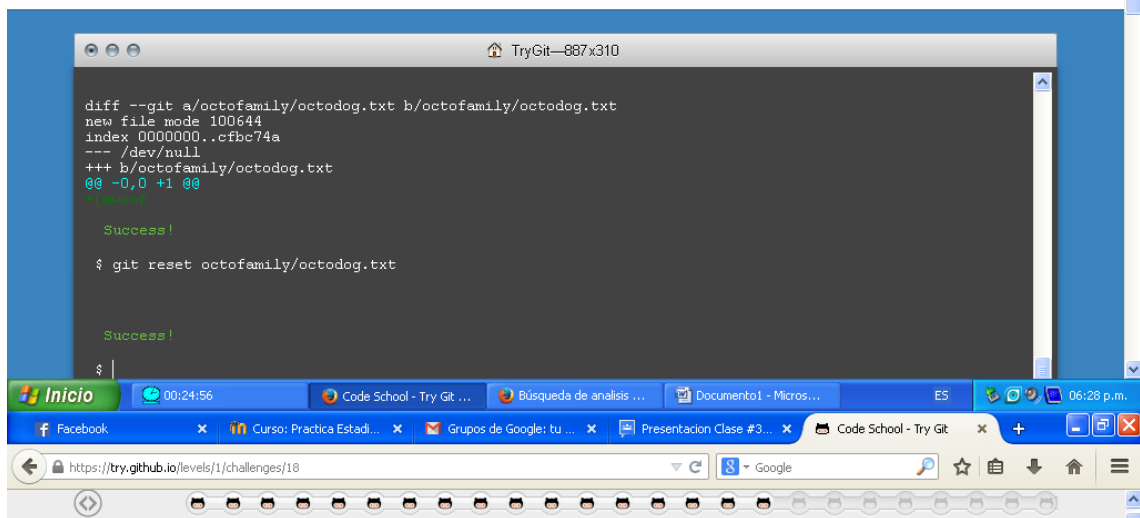 TryGit—887x310
diff --git a/octofamily/octodog.txt b/octofamily/octodog.txt
new file mode 100644
index 0000000..cfbc74a
--- /dev/null
+++ b/octofamily/octodog.txt
@@ -0,0 +1 @@
Success!
$ git reset octofamily/octodog.txt
Success!
$
Inicio 00:24:56 Code School - Try Git ... Búsqueda de analisis ... Documento1 - Micros... ES 06:28 p.m.
Facebook Curso: Practica Estadi... Grupos de Google: tu ... Presentacion Clase #3... Code School - Try Git
https://try.github.io/levels/1/challenges/18 Google